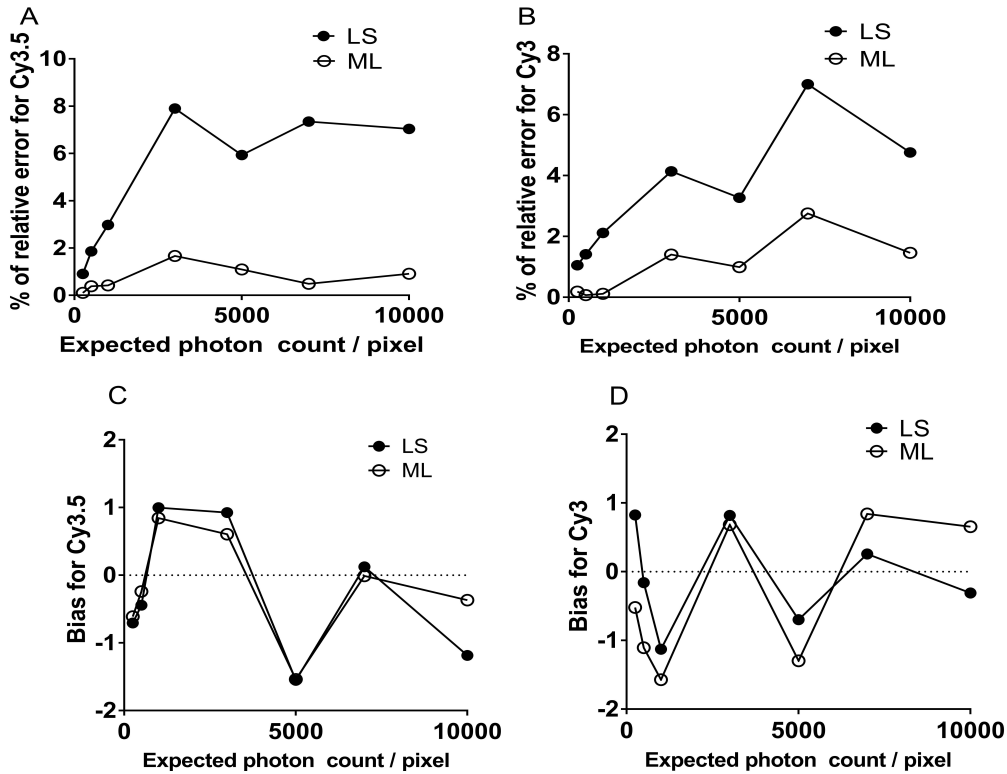 A
LS
ML
% of relative error for Cy3.5
10
8
6
4
2
0
0 5000 10000
Expected photon count / pixel
B
LS
ML
% of relative error for Cy3
8
6
4
2
0
0 5000 10000
Expected photon count / pixel
C
LS
ML
Bias for Cy3.5
2
1
0
-1
-2
0 5000 10000
Expected photon count / pixel
D
LS
ML
Bias for Cy3
2
1
0
-1
-2
0 5000 10000
Expected photon count / pixel